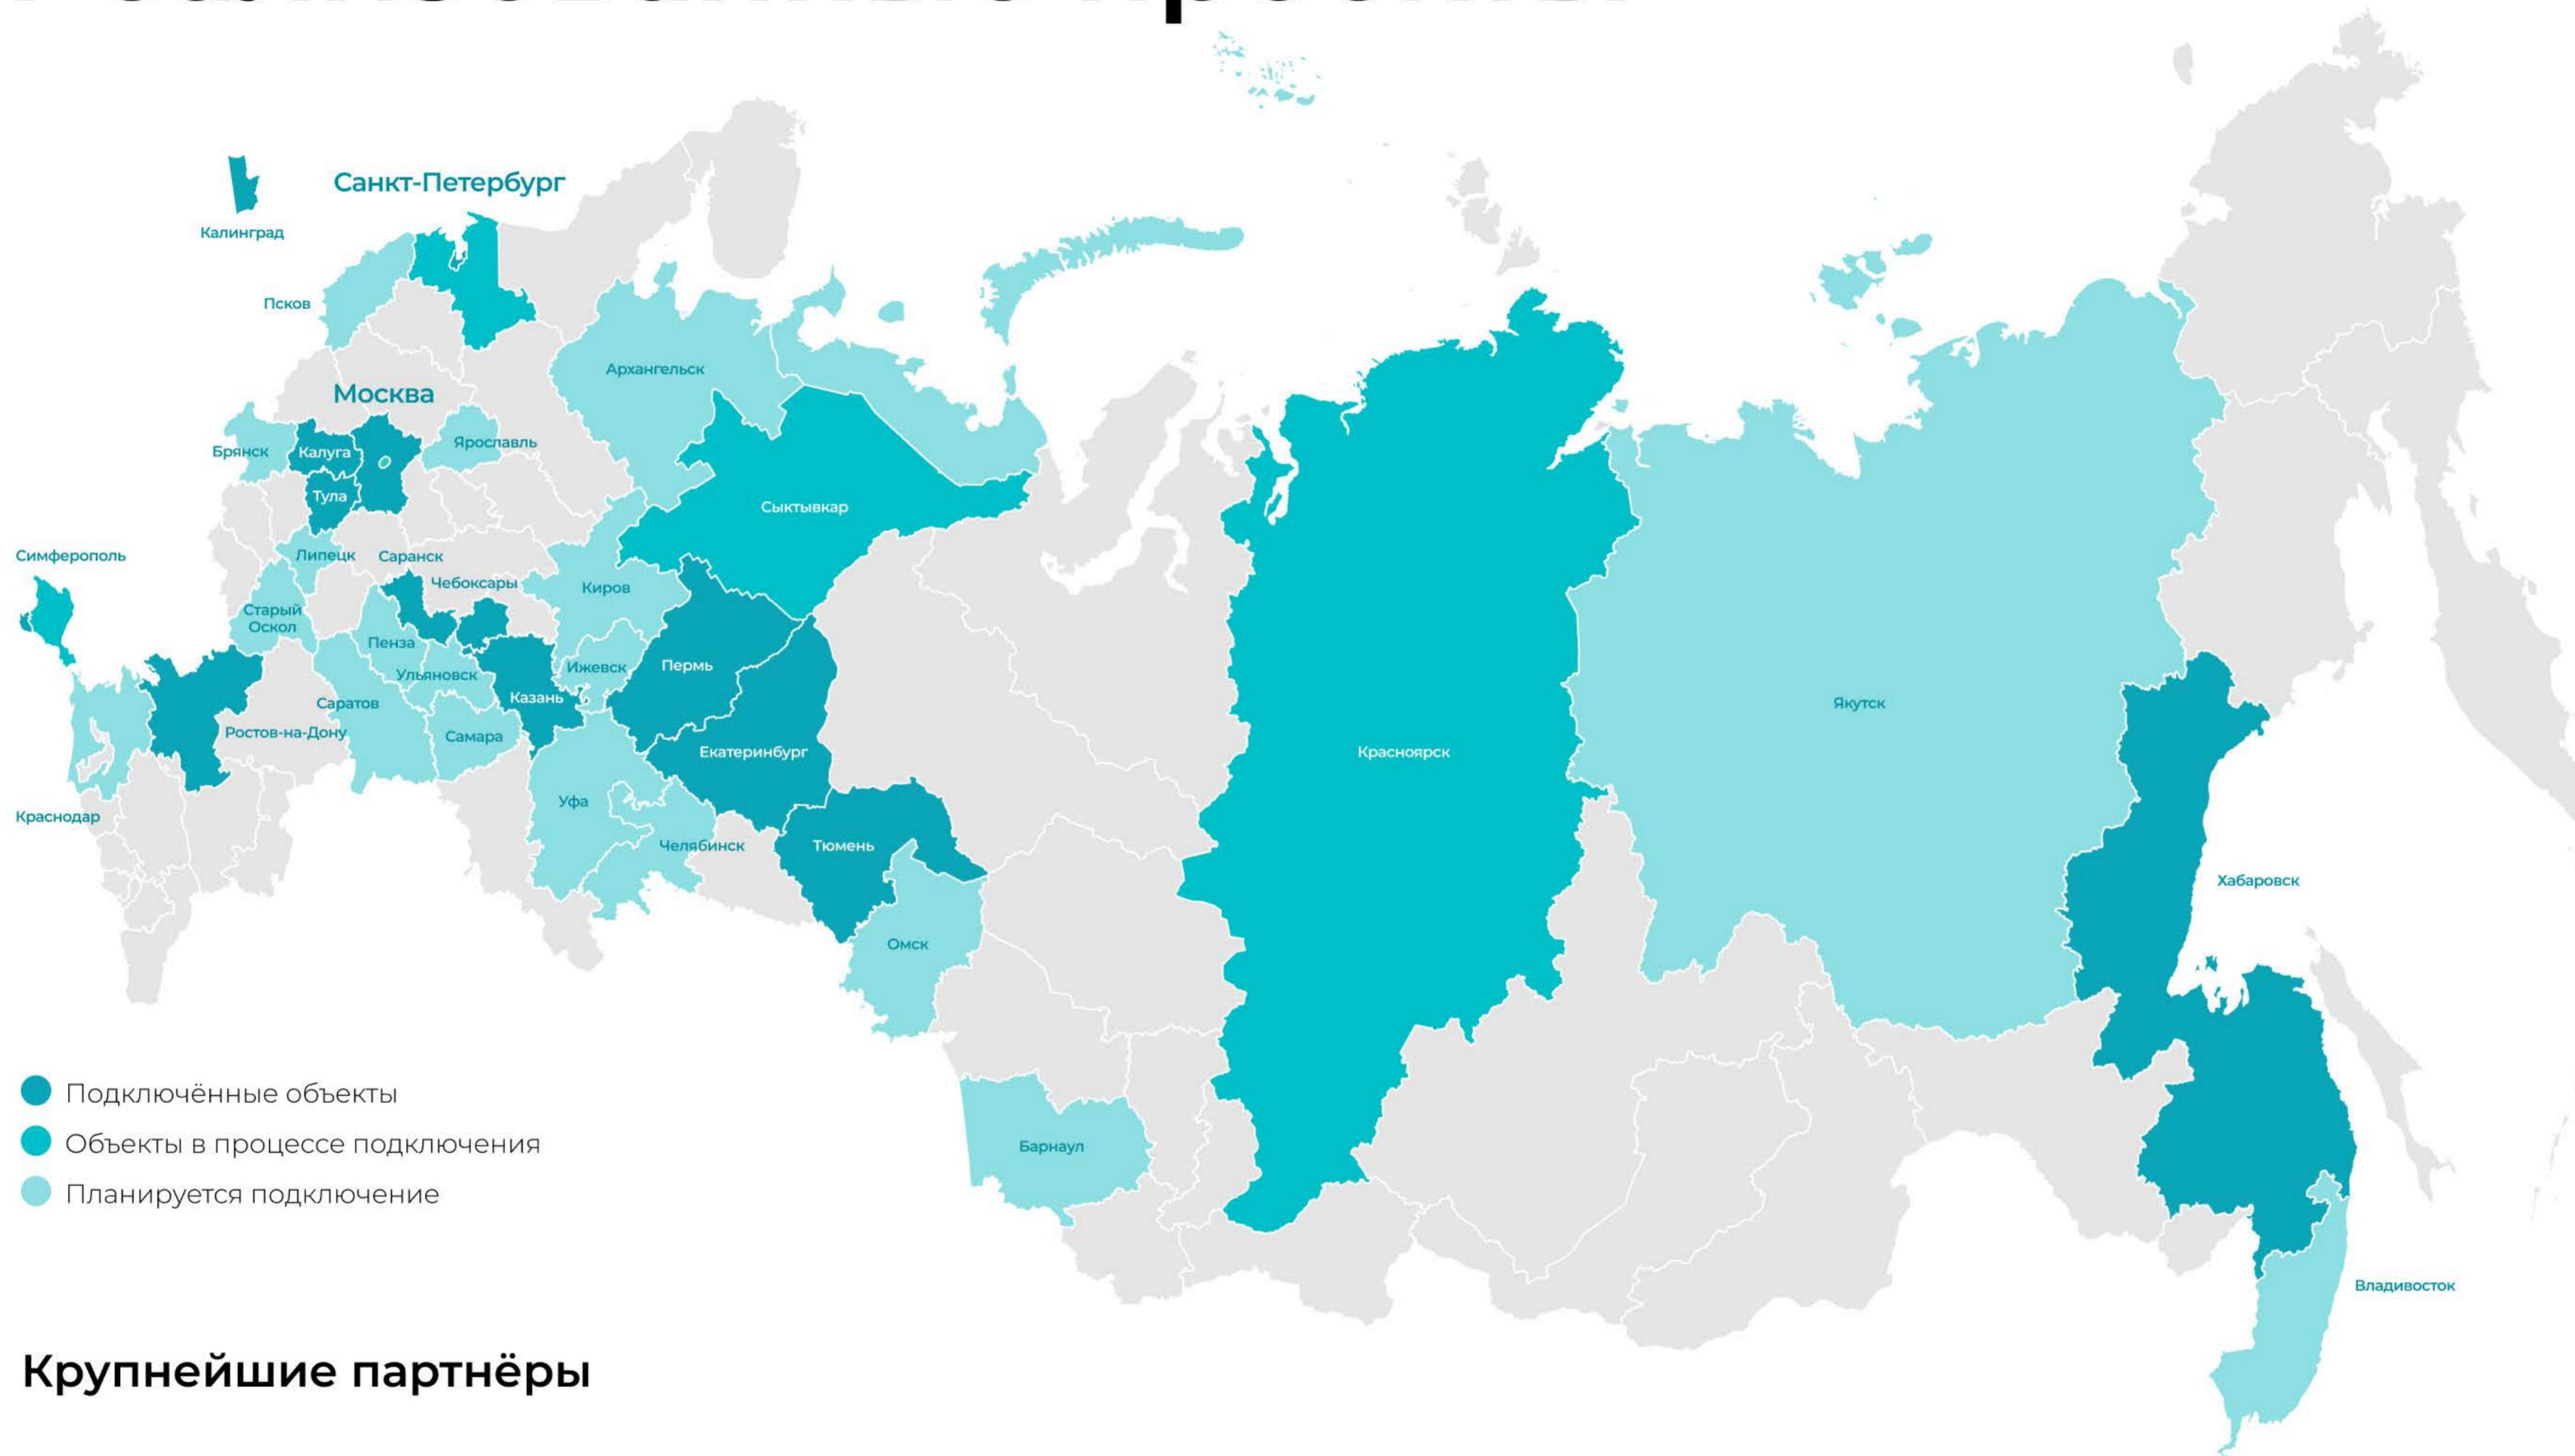 Санкт-Петербург
Калинград
Псков
Архангельск
Москва
Ярославль
Брянск
Калуга
Тула
Сыктывкар
Симферополь
Липецк
Саранск
Чебоксары
Киров
Старый
Оскол
Пенза
Ижевск
Пермь
Ульяновск
Казань
Саратов
Якутск
Ростов-на-Дону
Самара
Екатеринбург
Красноярск
Уфа
Краснодар
Челябинск
Тюмень
Хабаровск
Омск
Подключённые объекты
Объекты в процессе подключения
Барнаул
Планируется подключение
Владивосток
Крупнейшие партнёры